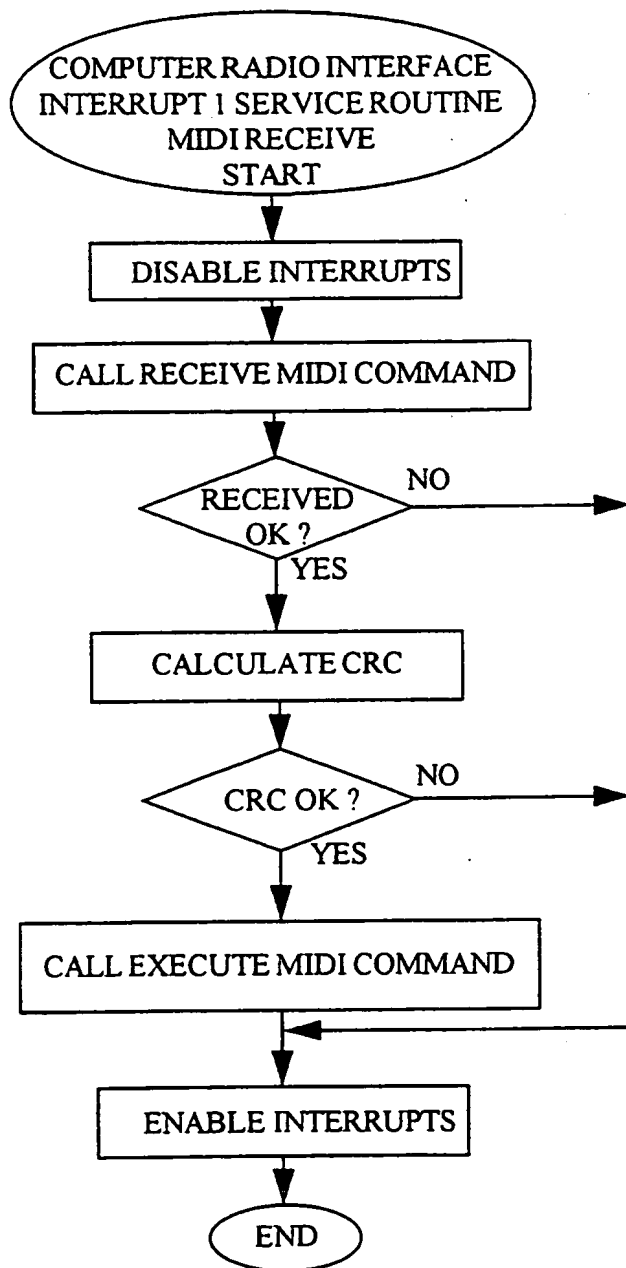 COMPUTER RADIO INTERFACE
INTERRUPT 1 SERVICE ROUTINE
MIDI RECEIVE
START
DISABLE INTERRUPTS
CALL RECEIVE MIDI COMMAND
RECEIVED
OK ?
NO
YES
CALCULATE CRC
CRC OK ?
NO
YES
CALL EXECUTE MIDI COMMAND
ENABLE INTERRUPTS
END